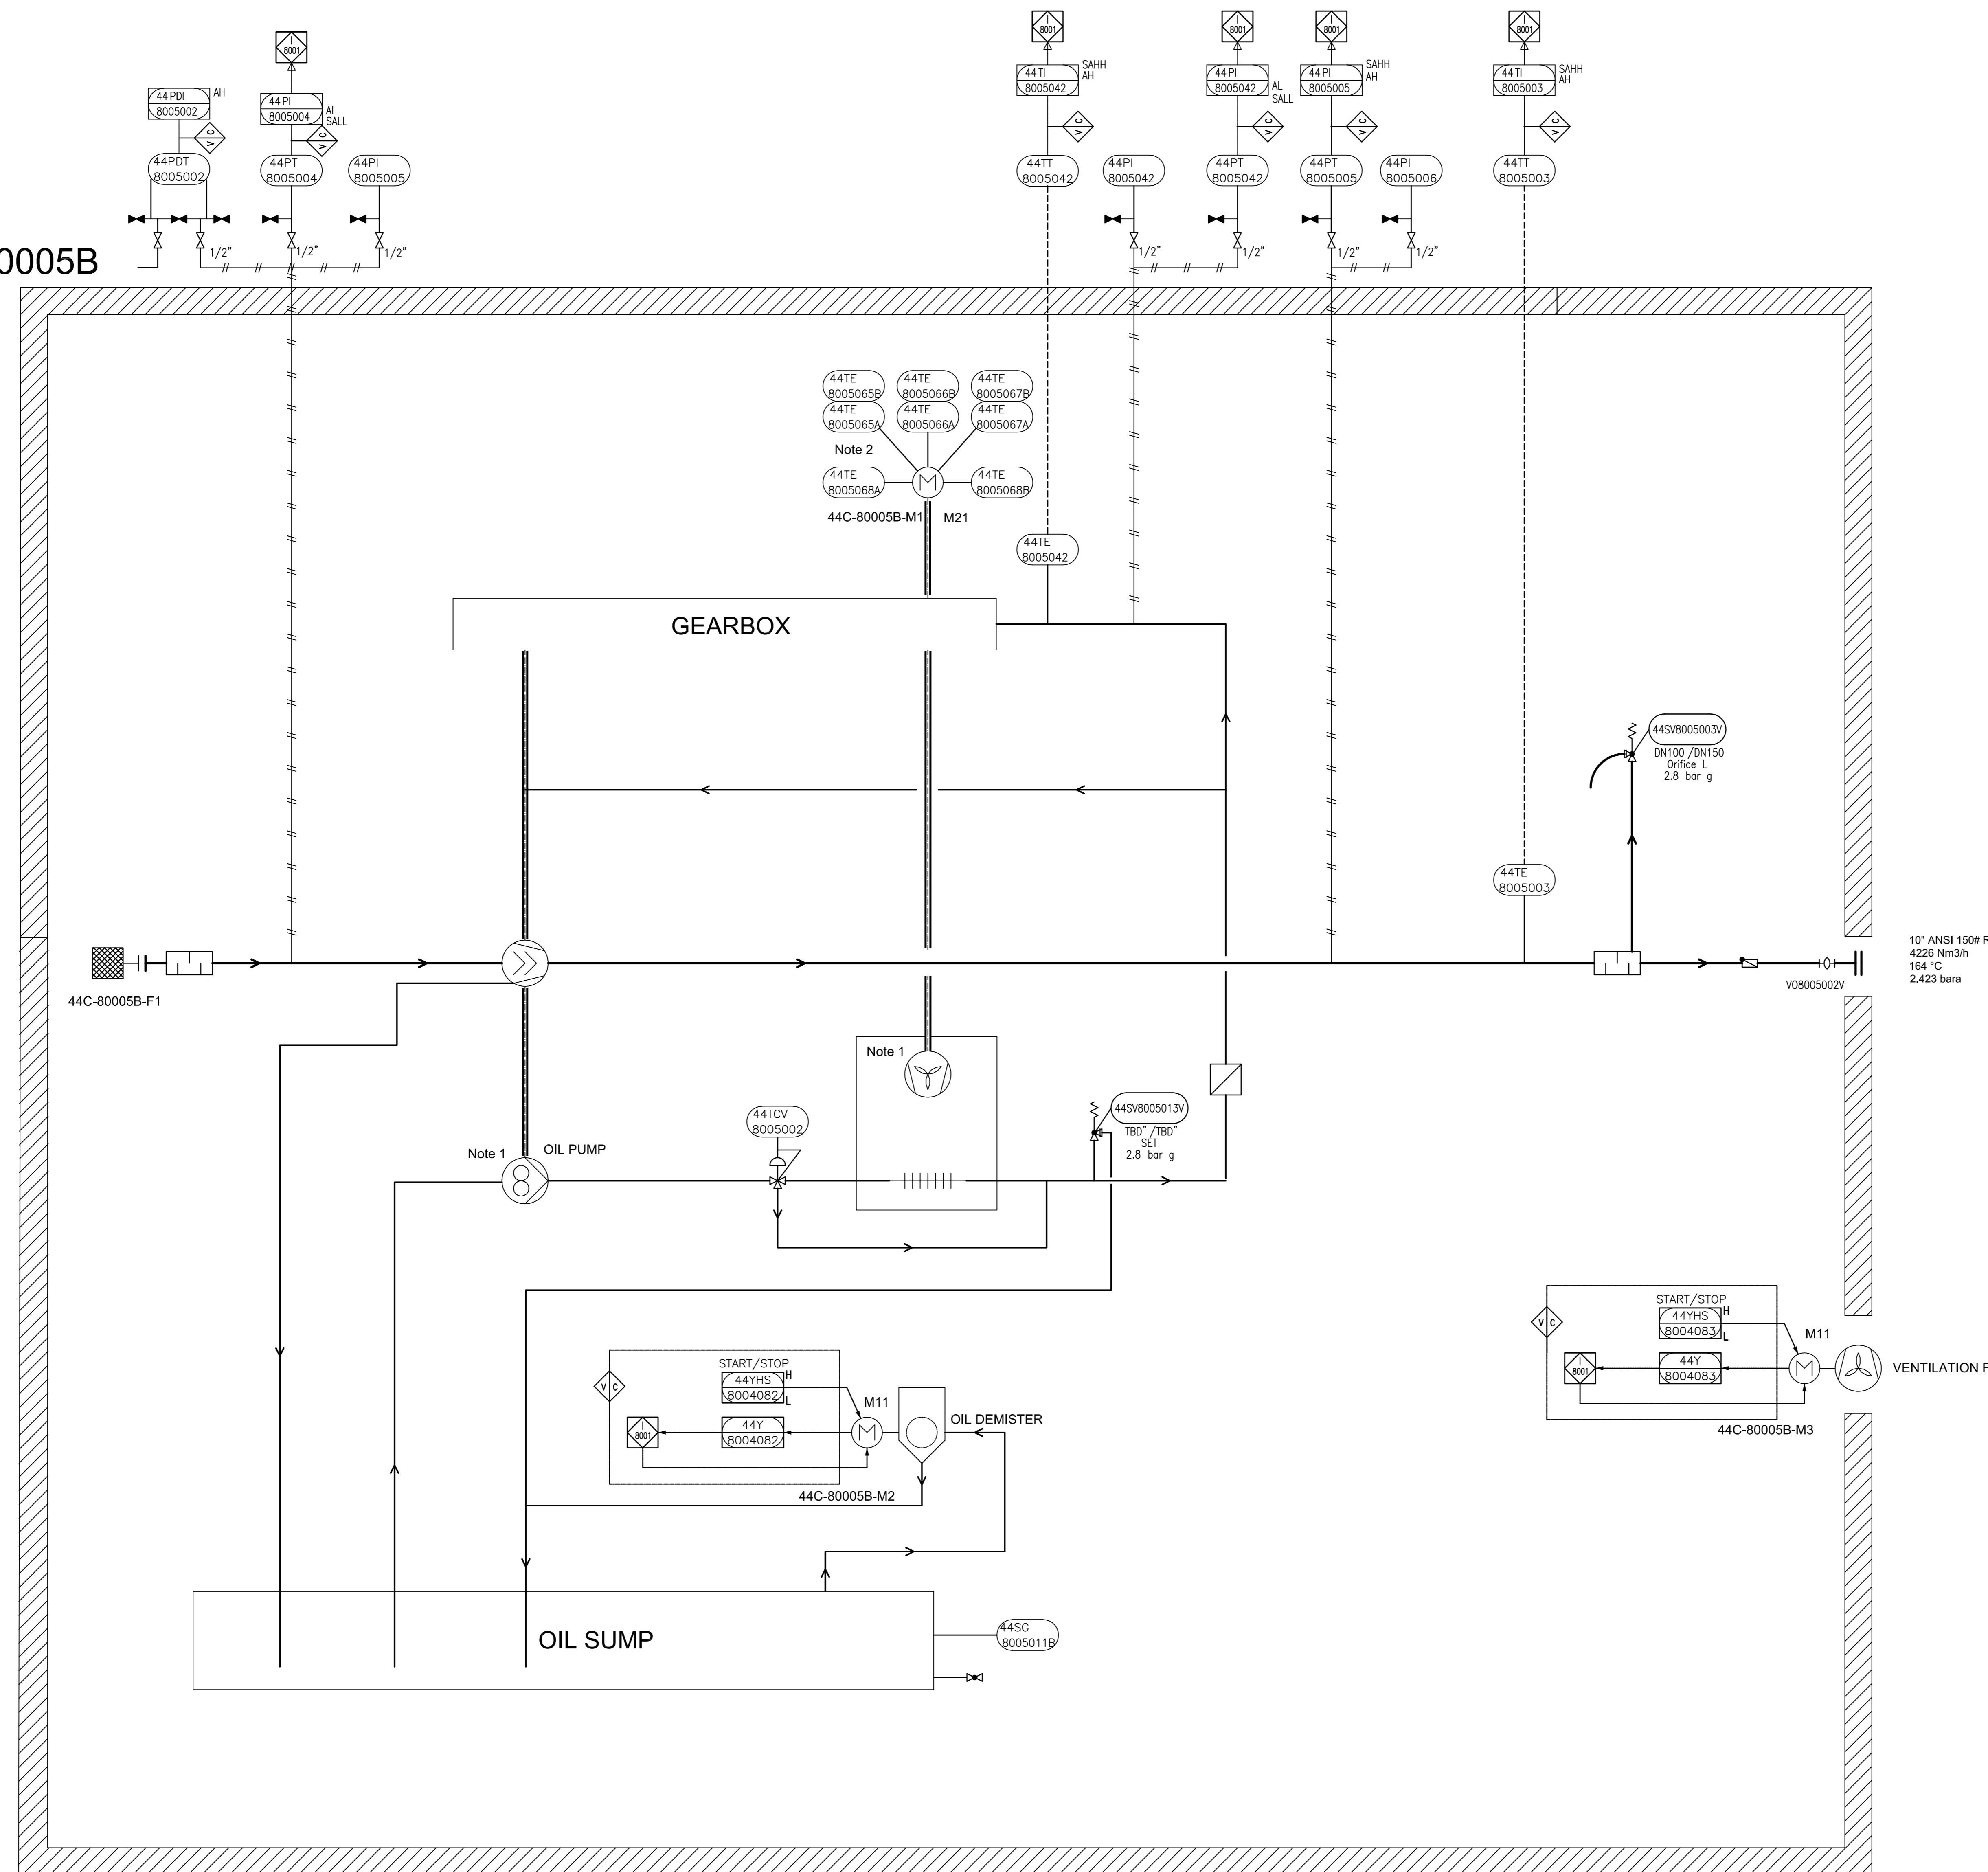 I
8001
I
8001
I
8001
I
8001
I
8001
44 PDI
8005002
AH
44 PI
8005004
AL
SALL
44 TI
8005042
SAHH
AH
44 PI
8005042
AL
SALL
44 PI
8005005
SAHH
AH
44 TI
8005003
SAHH
AH
V C
V C
V C
V C
V C
V C
44PDT
8005002
44PT
8005004
44PI
8005005
44TT
8005042
44PI
8005042
44PT
8005042
44PT
8005005
44PI
8005006
44TT
8005003
1/2"
1/2"
1/2"
1/2"
1/2"
1/2"
1/2"
0005B
44TE
8005065B
44TE
8005066B
44TE
8005067B
44TE
8005065A
44TE
8005066A
44TE
8005067A
Note 2
44TE
8005068A
M
44TE
8005068B
44C-80005B-M1
M21
44TE
8005042
GEARBOX
44SV8005003V
DN100 /DN150
Orifice L
2.8 bar g
44TE
8005003
44C-80005B-F1
VO8005002V
10" ANSI 150# R
4226 Nm3/h
164 °C
2,423 bara
Note 1
44TCV
8005002
44SV8005013V
TBD" /TBD"
SET
2.8 bar g
Note 1
OIL PUMP
START/STOP
44YHS
8004082
H
L
V C
I
8001
44Y
8004082
M11
M
OIL DEMISTER
44C-80005B-M2
START/STOP
44YHS
8004083
H
L
V C
I
8001
44Y
8004083
M11
M
VENTILATION F
44C-80005B-M3
OIL SUMP
44SG
8005011B